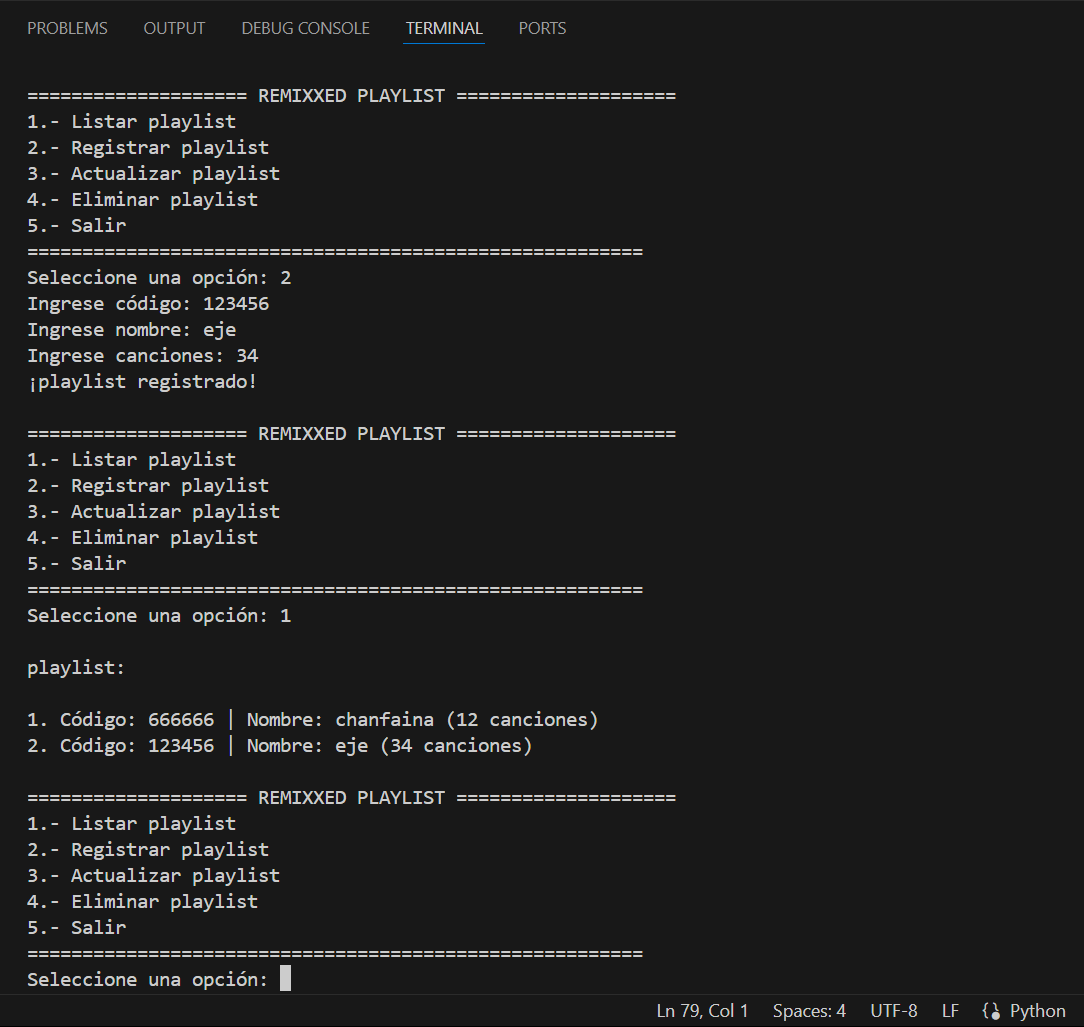 PROBLEMS OUTPUT DEBUG CONSOLE TERMINAL PORTS
==================== REMIXXED PLAYLIST ====================
1.- Listar playlist
2.- Registrar playlist
3.- Actualizar playlist
4.- Eliminar playlist
5.- Salir
========================================================
Seleccione una opción: 2
Ingrese código: 123456
Ingrese nombre: eje
Ingrese canciones: 34
¡playlist registrado!
==================== REMIXXED PLAYLIST ====================
1.- Listar playlist
2.- Registrar playlist
3.- Actualizar playlist
4.- Eliminar playlist
5.- Salir
========================================================
Seleccione una opción: 1
playlist:
1. Código: 666666 | Nombre: chanfaina (12 canciones)
2. Código: 123456 | Nombre: eje (34 canciones)
==================== REMIXXED PLAYLIST ====================
1.- Listar playlist
2.- Registrar playlist
3.- Actualizar playlist
4.- Eliminar playlist
5.- Salir
========================================================
Seleccione una opción:
Ln 79, Col 1 Spaces: 4 UTF-8 LF {} Python